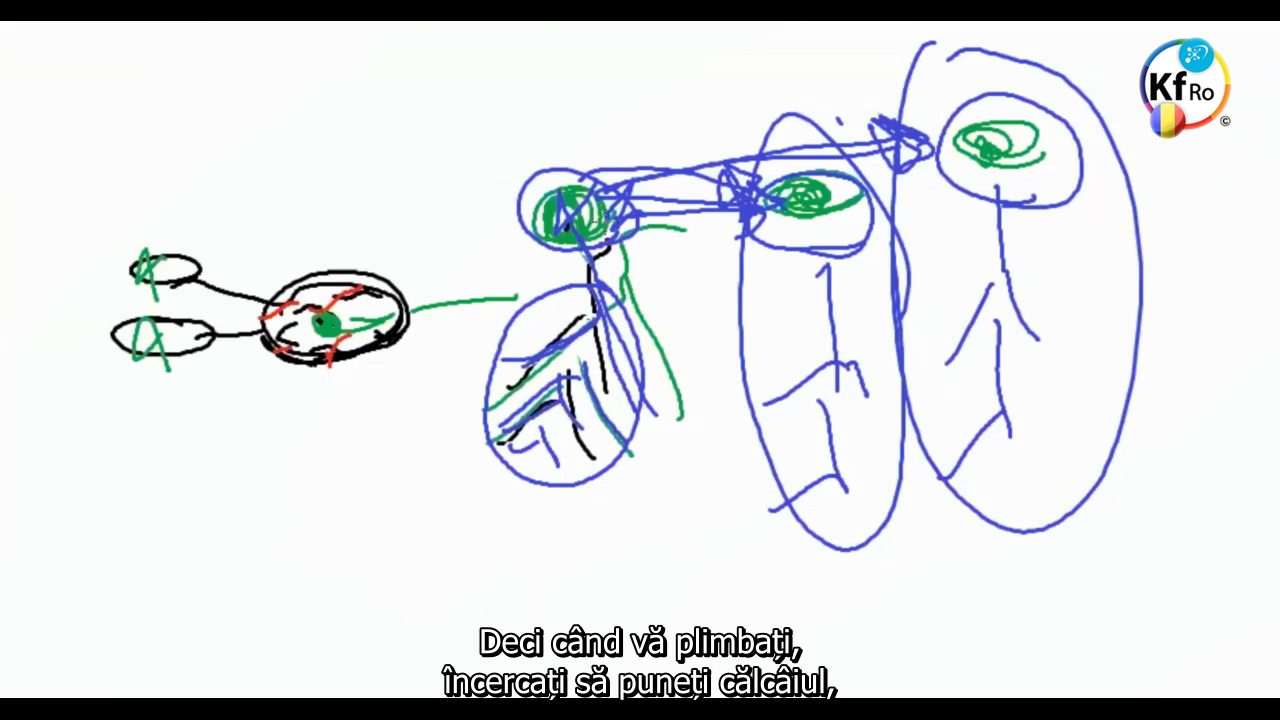 Kf Ro
©
Deci când vă plimbați,
încercați să puneți călcâiul,